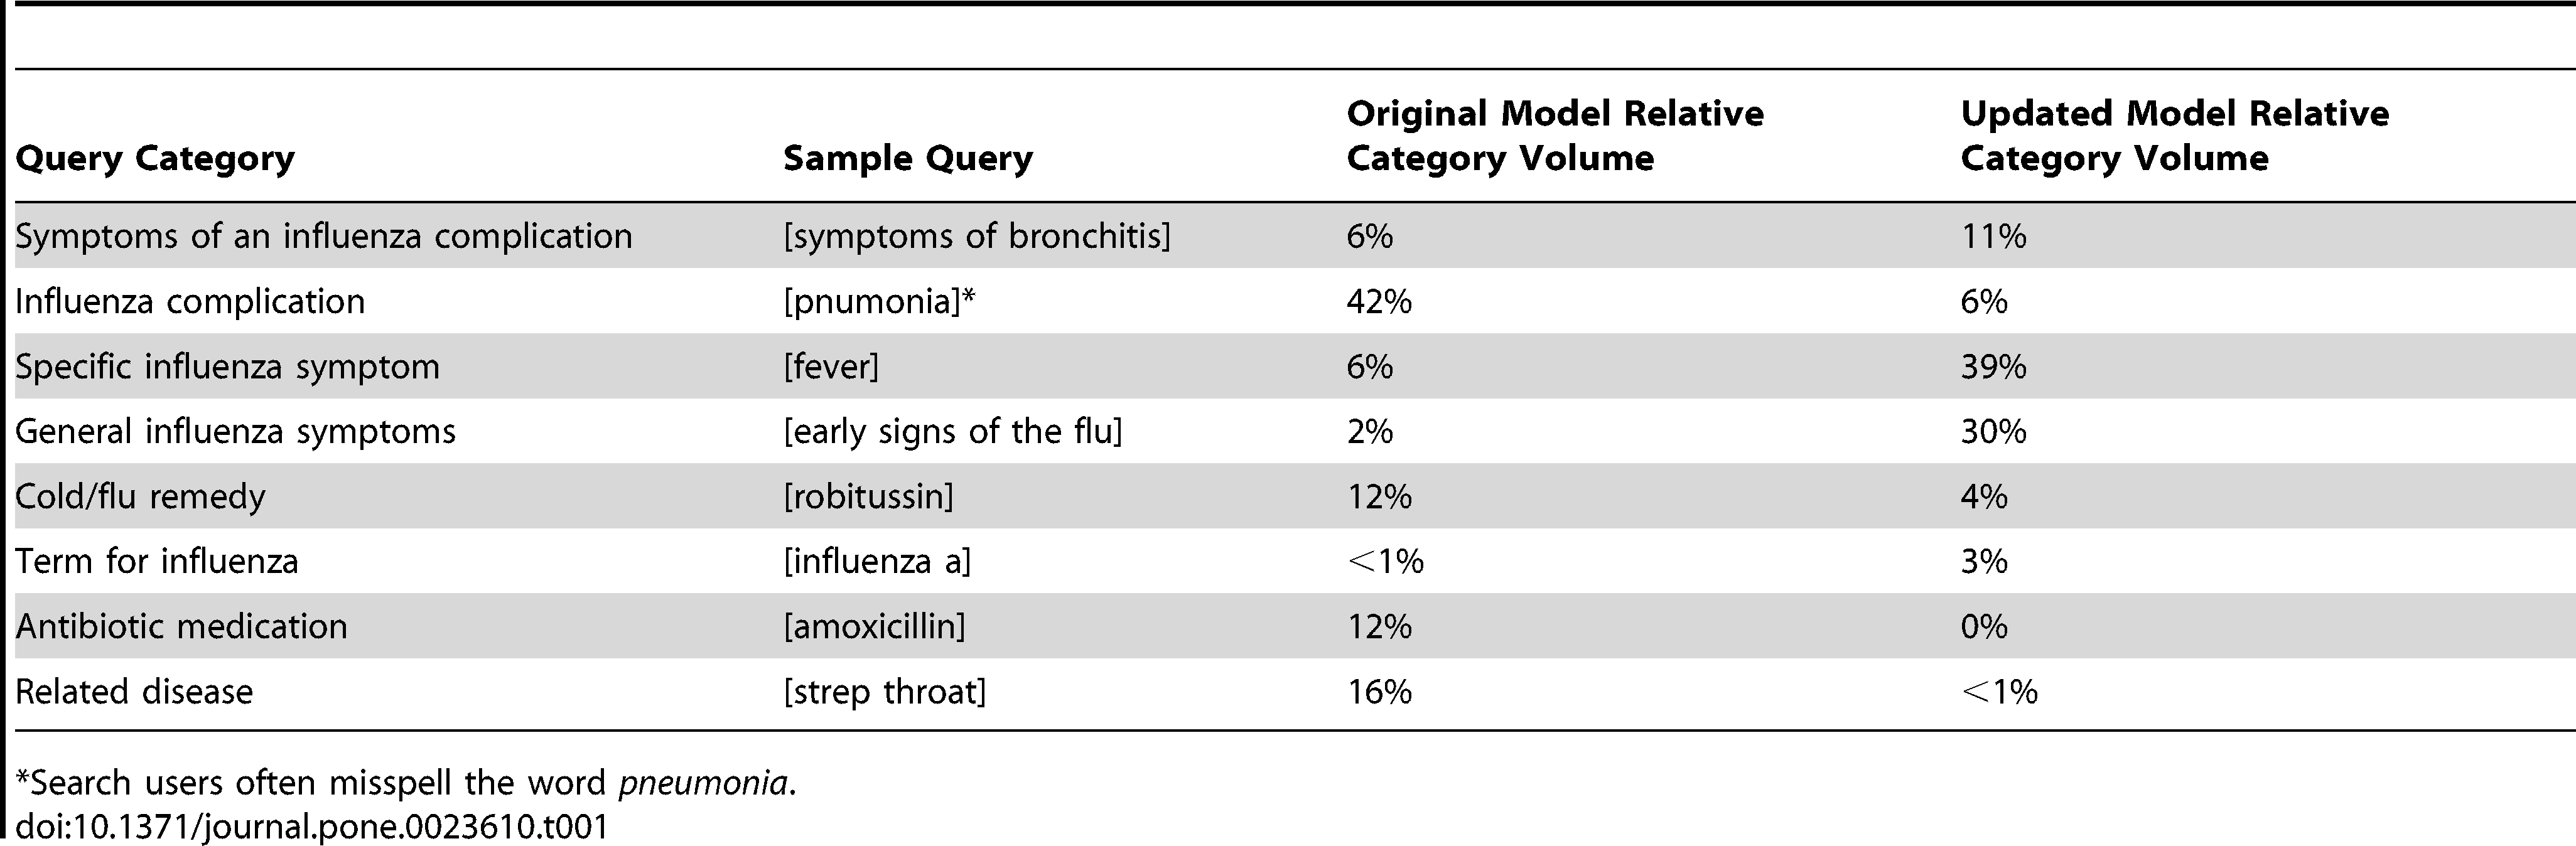 Query Category Sample Query Original Model Relative Category Volume Updated Model Relative Category Volume
Symptoms of an influenza complication [symptoms of bronchitis] 6% 11%
Influenza complication [pnumonia]* 42% 6%
Specific influenza symptom [fever] 6% 39%
General influenza symptoms [early signs of the flu] 2% 30%
Cold/flu remedy [robitussin] 12% 4%
Term for influenza [influenza a] <1% 3%
Antibiotic medication [amoxicillin] 12% 0%
Related disease [strep throat] 16% <1%
*Search users often misspell the word pneumonia.
doi:10.1371/journal.pone.0023610.t001